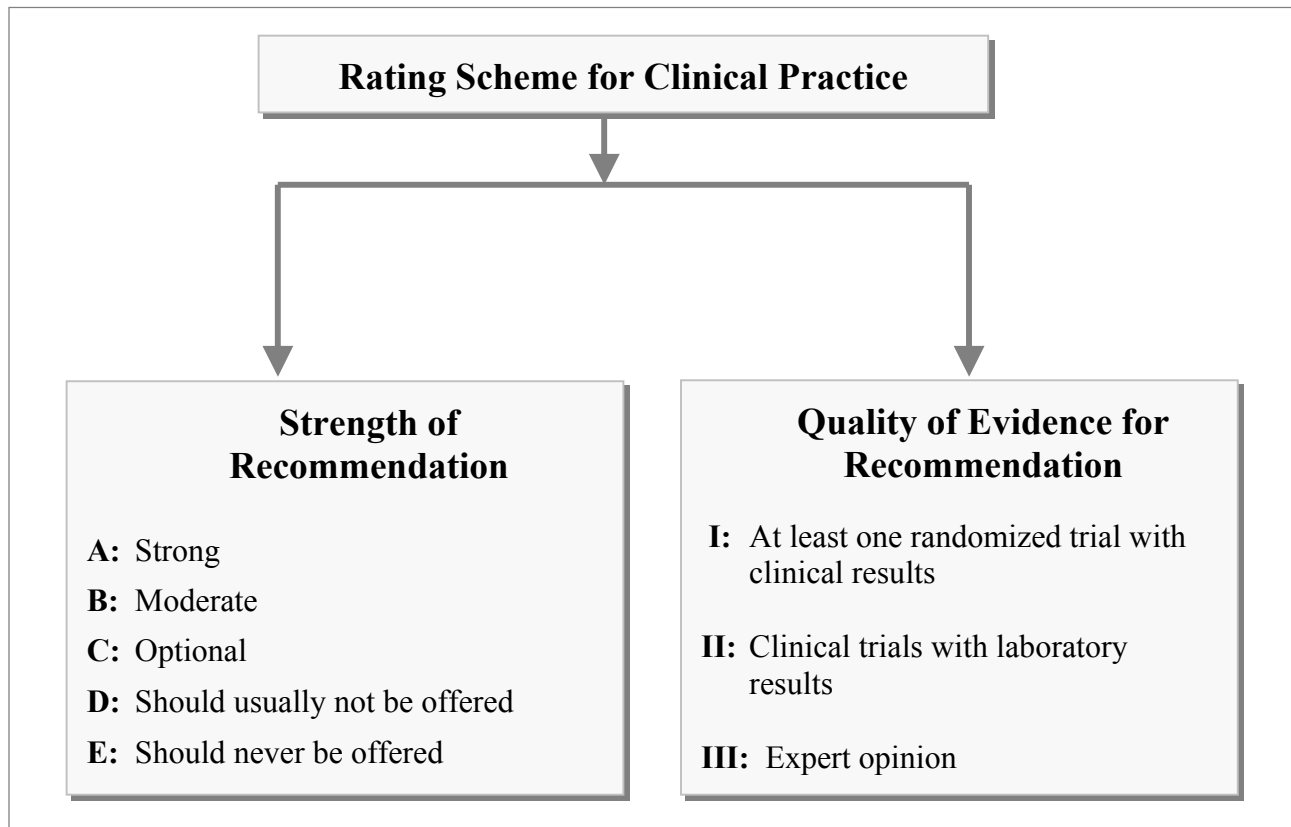 Rating Scheme for Clinical Practice
Strength of
Recommendation
A: Strong
B: Moderate
C: Optional
D: Should usually not be offered
E: Should never be offered
Quality of Evidence for
Recommendation
I: At least one randomized trial with
clinical results
II: Clinical trials with laboratory
results
III: Expert opinion